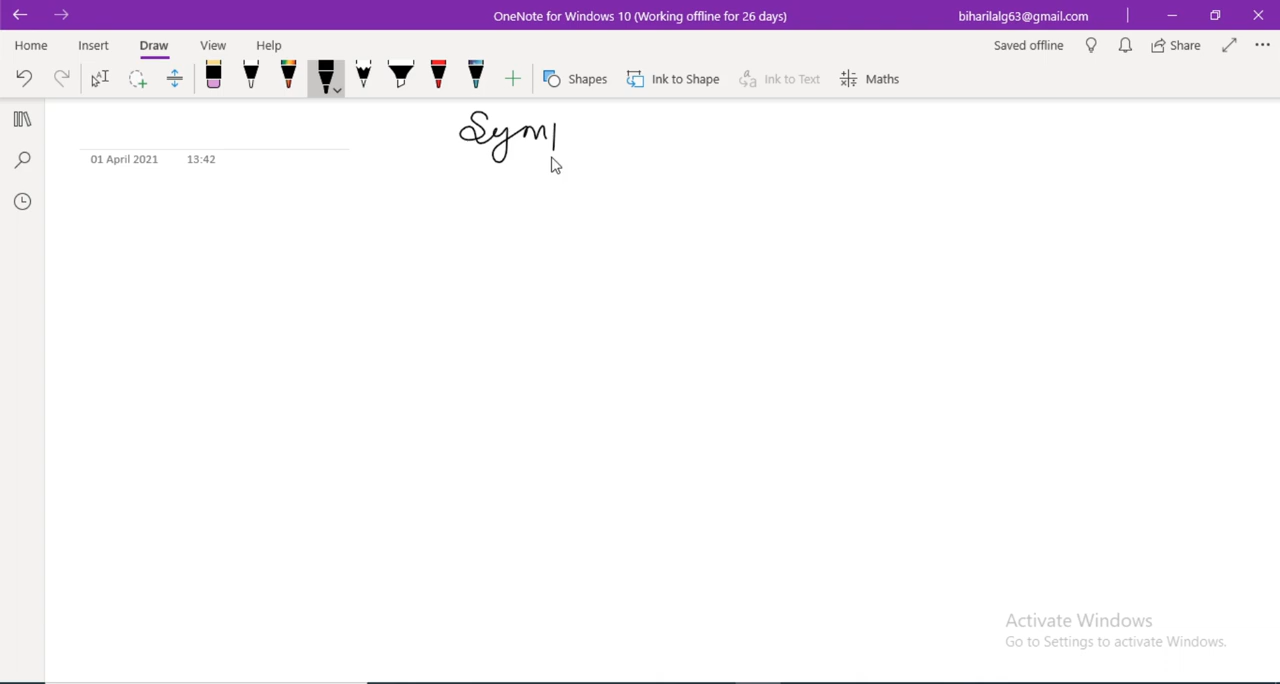 OneNote for Windows 10 (Working offline for 26 days)
biharilalg63@gmail.com
Home Insert Draw View Help
Saved offline Share
Shapes Ink to Shape Ink to Text Maths
Sym
01 April 2021 13:42
Activate Windows
Go to Settings to activate Windows.